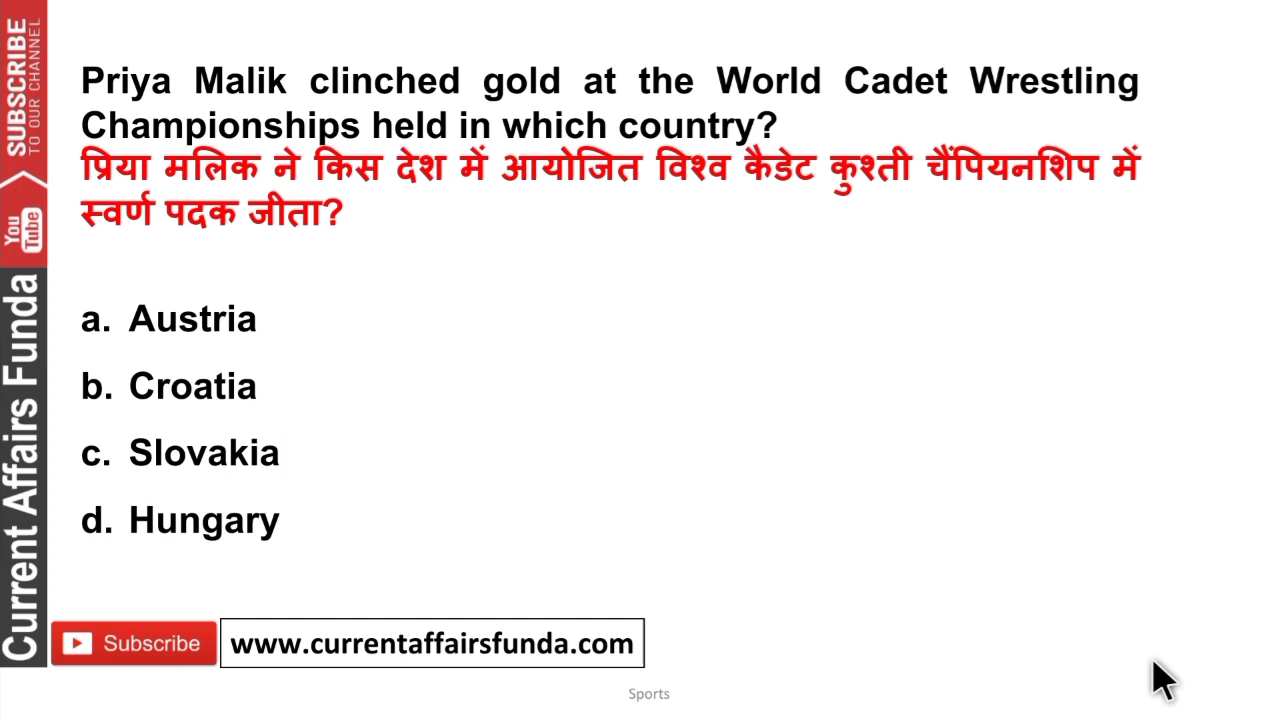 SUBSCRIBE
TO OUR CHANNEL
You
Tube
Current Affairs Funda
Priya Malik clinched gold at the World Cadet Wrestling
Championships held in which country?
प्रिया मलिक ने किस देश में आयोजित विश्व कैडेट कुश्ती चैंपियनशिप में
स्वर्ण पदक जीता?
a. Austria
b. Croatia
c. Slovakia
d. Hungary
Subscribe
www.currentaffairsfunda.com
Sports